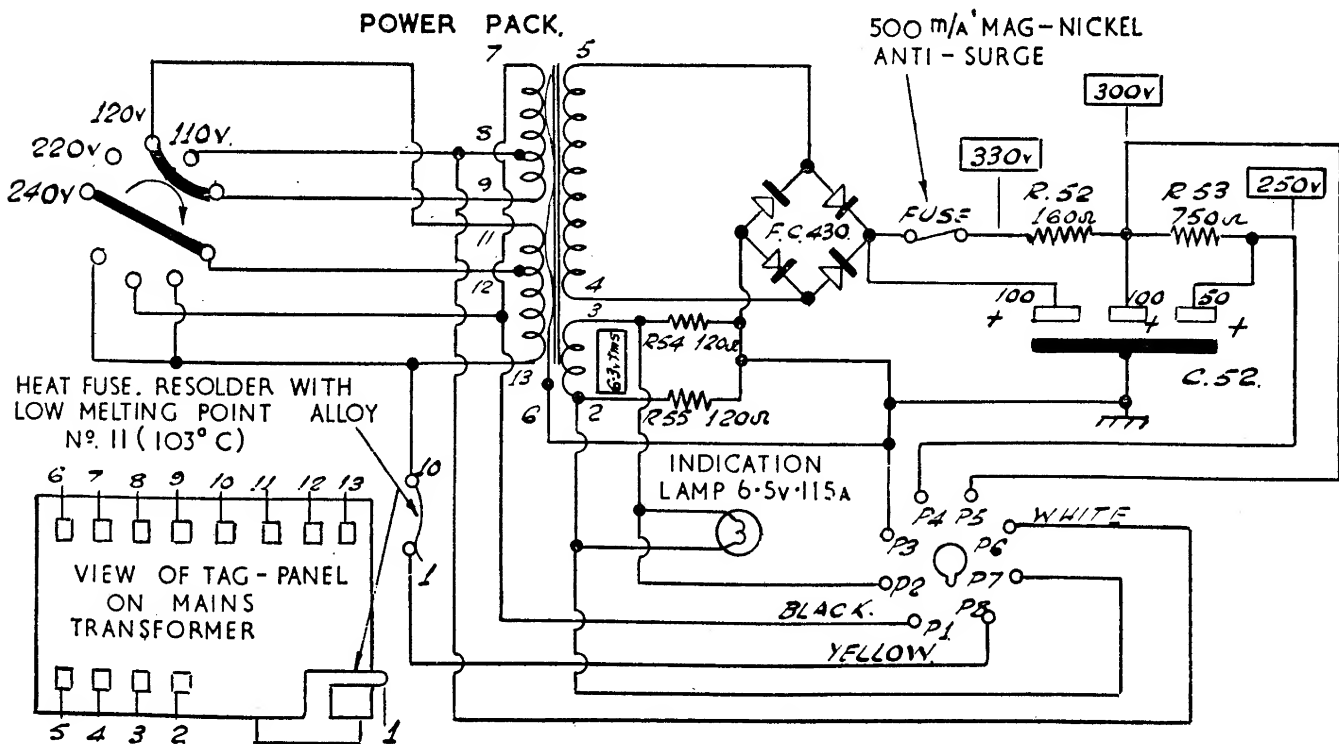 POWER PACK.
500 m/a' MAG-NICKEL
ANTI-SURGE
7
5
120v
110v.
220v
240v
8
9
11
12
13
6
4
3
2
6·3v.rms
F.C.430.
FUSE
330v
300v
250v
R.52
160Ω
R 53
750Ω
100
+
100
+
50
+
C.52.
R54 120Ω
R55 120Ω
HEAT FUSE. RESOLDER WITH
LOW MELTING POINT ALLOY
Nº. 11 (103° C)
10
1
INDICATION
LAMP 6·5v·115A
P4
P5
P3
P6
WHITE
P2
P7
BLACK.
P1
P8
YELLOW.
6 7 8 9 10 11 12 13
VIEW OF TAG-PANEL
ON MAINS
TRANSFORMER
5 4 3 2 1